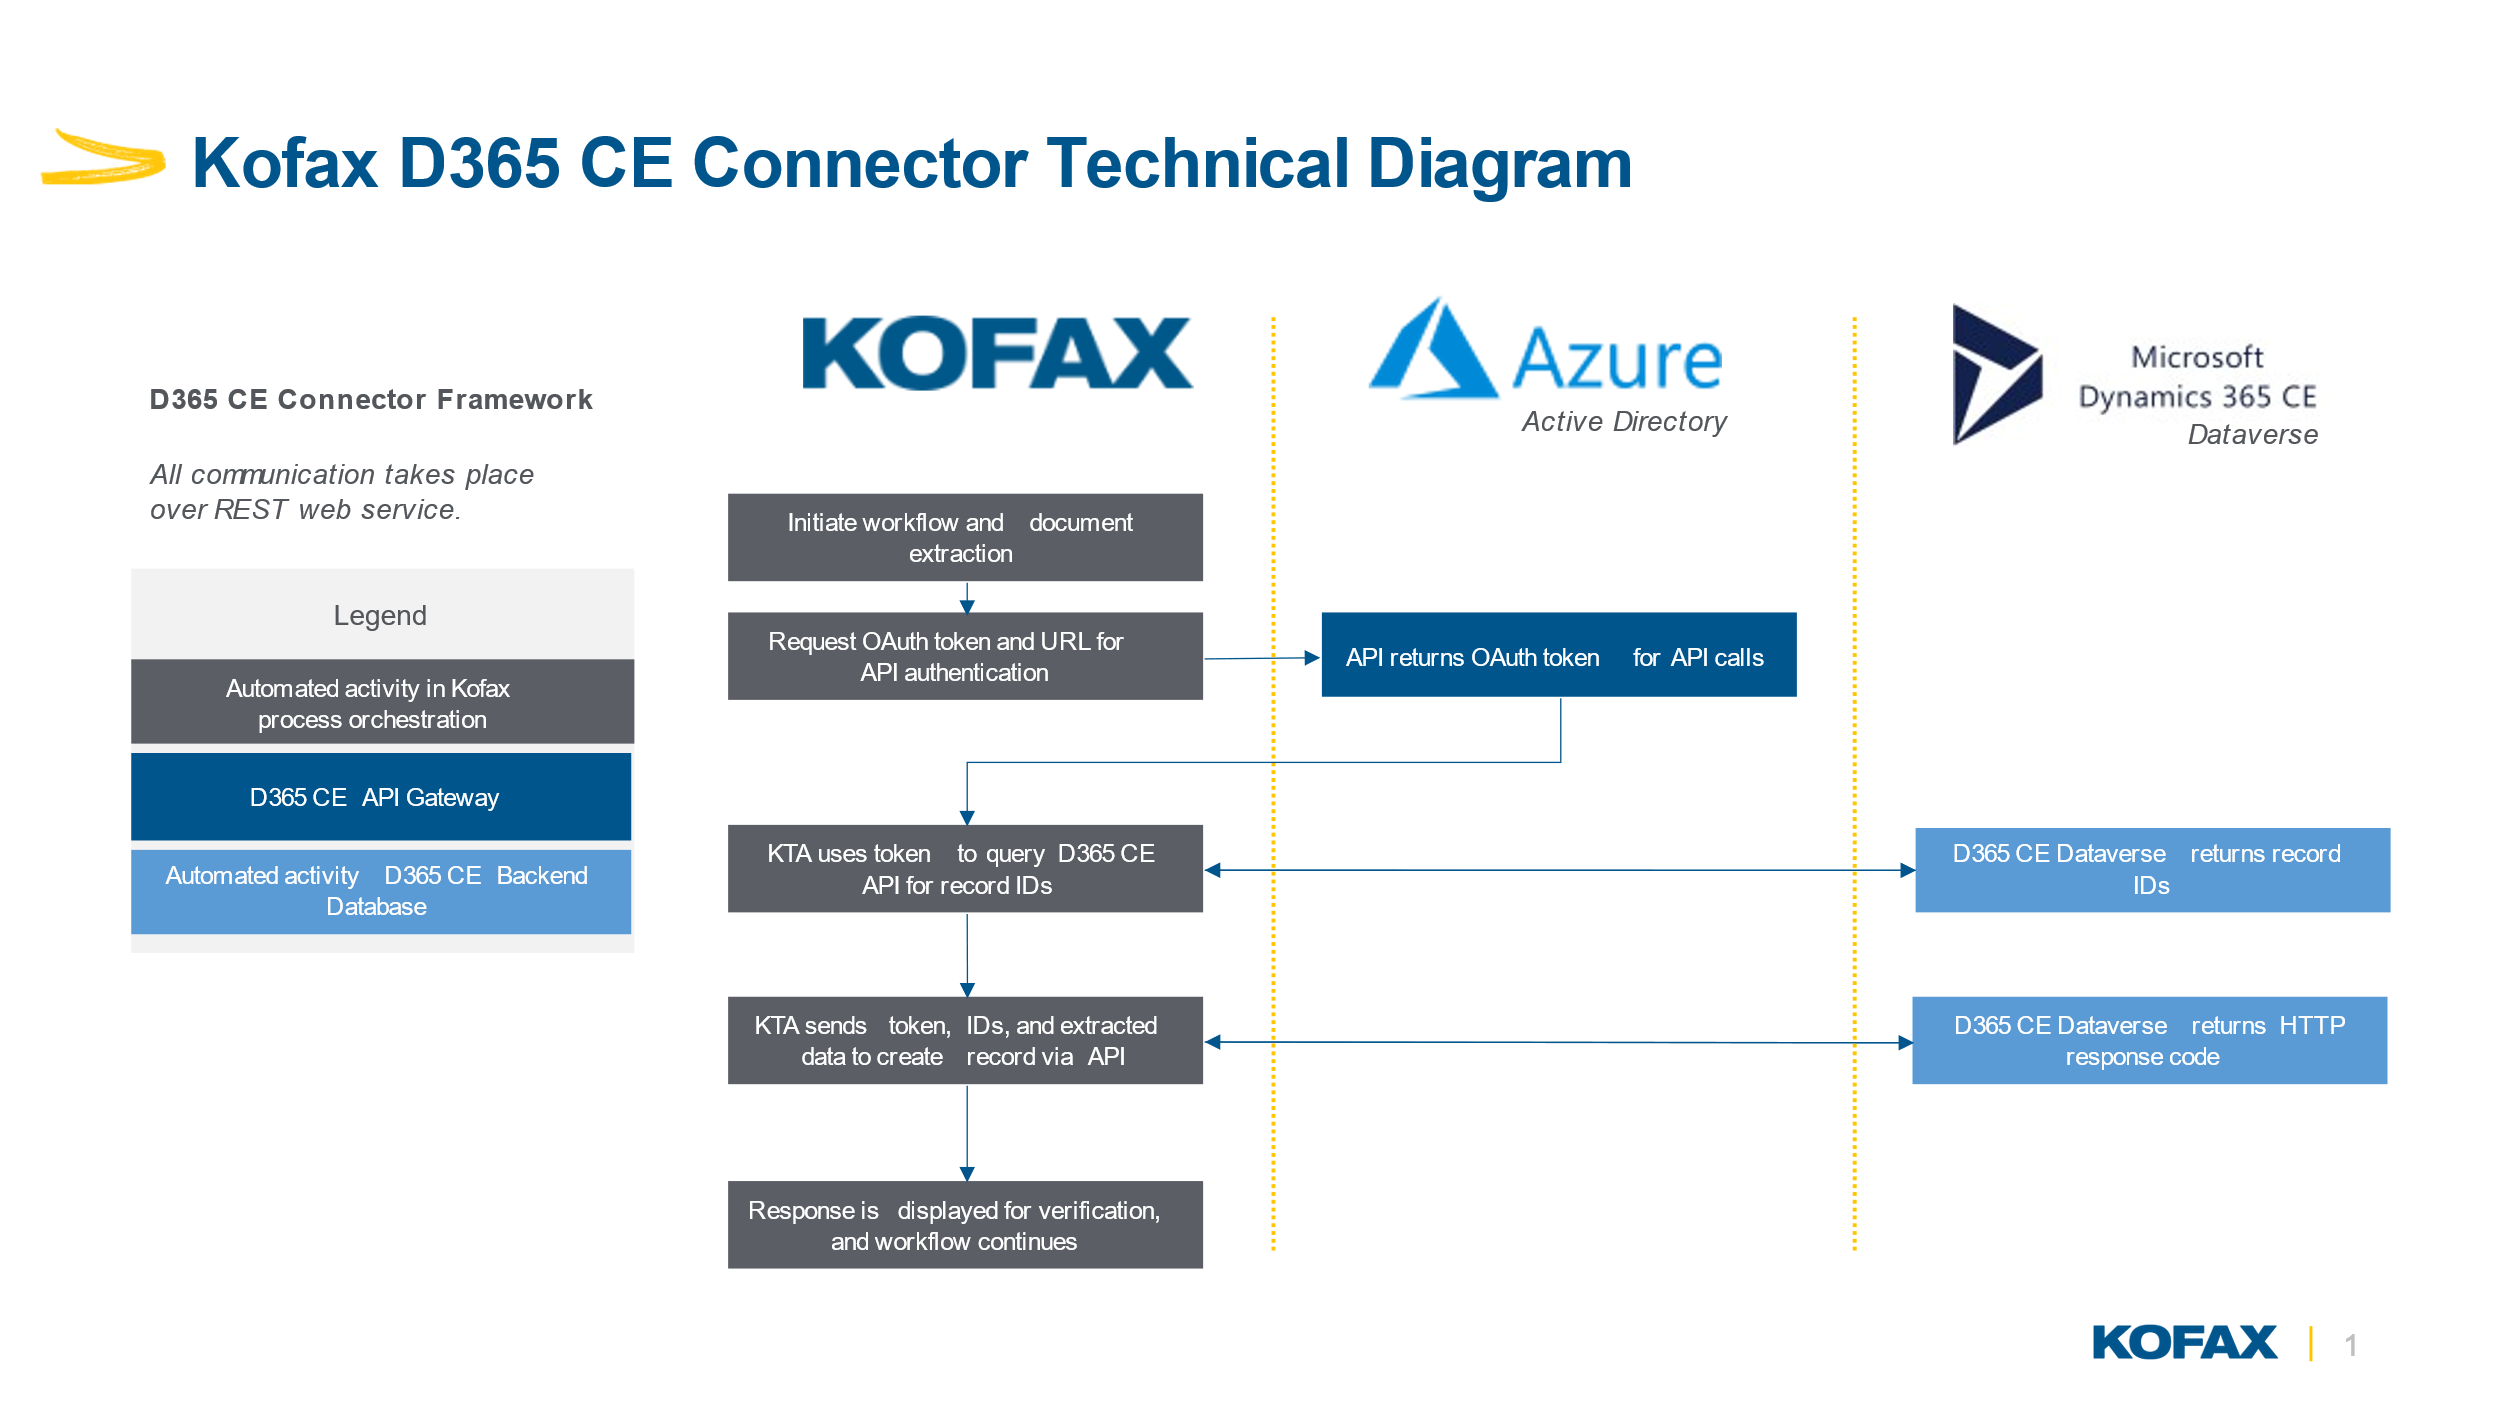 Kofax D365 CE Connector Technical Diagram
D365 CE Connector Framework
All communication takes place
over REST web service.
Legend
Automated activity in Kofax
process orchestration
D365 CE API Gateway
Automated activity D365 CE Backend
Database
KOFAX
Initiate workflow and document
extraction
Request OAuth token and URL for
API authentication
KTA uses token to query D365 CE
API for record IDs
KTA sends token, IDs, and extracted
data to create record via API
Response is displayed for verification,
and workflow continues
Azure
Active Directory
API returns OAuth token for API calls
Microsoft
Dynamics 365 CE
Dataverse
D365 CE Dataverse returns record
IDs
D365 CE Dataverse returns HTTP
response code
KOFAX
1